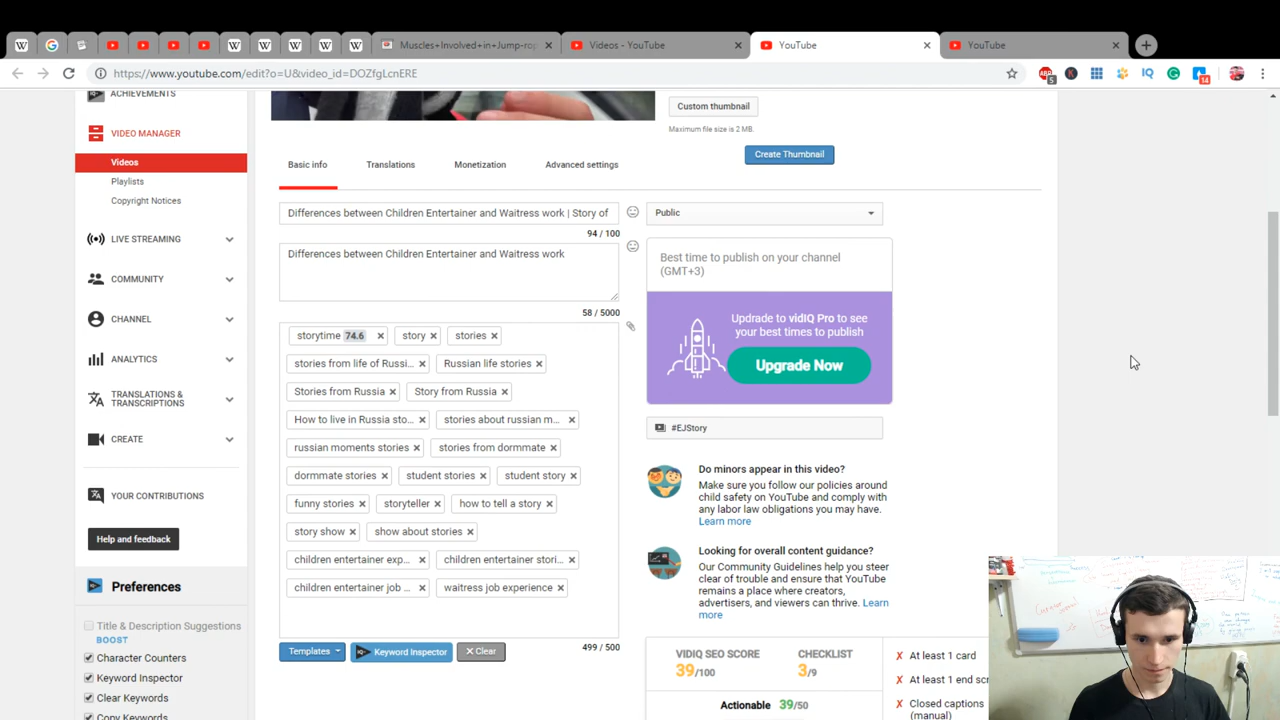 Muscles+Involved+in+Jump-rop
Videos - YouTube
YouTube
YouTube
https://www.youtube.com/edit?o=U&video_id=DOZfgLcnERE
5
IQ
14
ACHIEVEMENTS
VIDEO MANAGER
Videos
Playlists
Copyright Notices
LIVE STREAMING
COMMUNITY
CHANNEL
ANALYTICS
TRANSLATIONS &
TRANSCRIPTIONS
CREATE
YOUR CONTRIBUTIONS
Help and feedback
Preferences
Title & Description Suggestions
BOOST
Character Counters
Keyword Inspector
Clear Keywords
Copy Keywords
Custom thumbnail
Maximum file size is 2 MB.
Create Thumbnail
Basic info Translations Monetization Advanced settings
Differences between Children Entertainer and Waitress work | Story of
94 / 100
Differences between Children Entertainer and Waitress work
58 / 5000
storytime 74.6 story stories
stories from life of Russi... Russian life stories
Stories from Russia Story from Russia
How to live in Russia sto... stories about russian m...
russian moments stories stories from dormmate
dormmate stories student stories student story
funny stories storyteller how to tell a story
story show show about stories
children entertainer exp... children entertainer stori...
children entertainer job ... waitress job experience
Templates Keyword Inspector Clear
499 / 500
Public
Best time to publish on your channel
(GMT+3)
Upgrade to vidIQ Pro to see
your best times to publish
Upgrade Now
#EJStory
Do minors appear in this video?
Make sure you follow our policies around
child safety on YouTube and comply with
any labor law obligations you may have.
Learn more
Looking for overall content guidance?
Our Community Guidelines help you steer
clear of trouble and ensure that YouTube
remains a place where creators,
advertisers, and viewers can thrive. Learn
more
VIDIQ SEO SCORE CHECKLIST
39/100 3/9
Actionable 39/50
At least 1 card
At least 1 end scr
Closed captions
(manual)